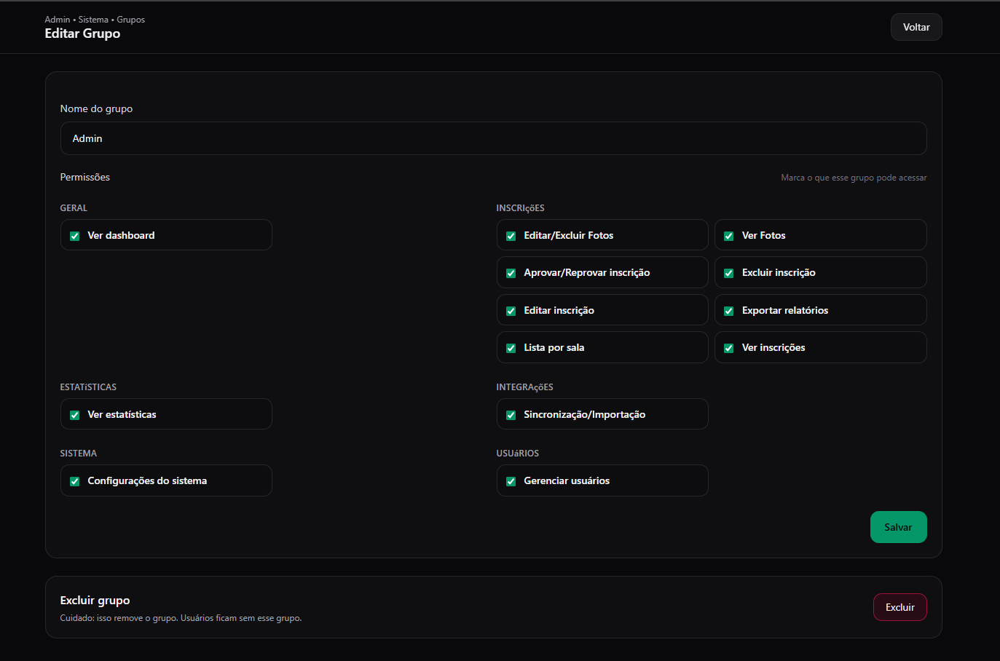 Admin • Sistema • Grupos
Editar Grupo
Voltar
Nome do grupo
Admin
Permissões
Marca o que esse grupo pode acessar
GERAL
Ver dashboard
INSCRIçõES
Editar/Excluir Fotos
Ver Fotos
Aprovar/Reprovar inscrição
Excluir inscrição
Editar inscrição
Exportar relatórios
Lista por sala
Ver inscrições
ESTATíSTICAS
Ver estatísticas
INTEGRAçõES
Sincronização/Importação
SISTEMA
Configurações do sistema
USUáRIOS
Gerenciar usuários
Salvar
Excluir grupo
Cuidado: isso remove o grupo. Usuários ficam sem esse grupo.
Excluir